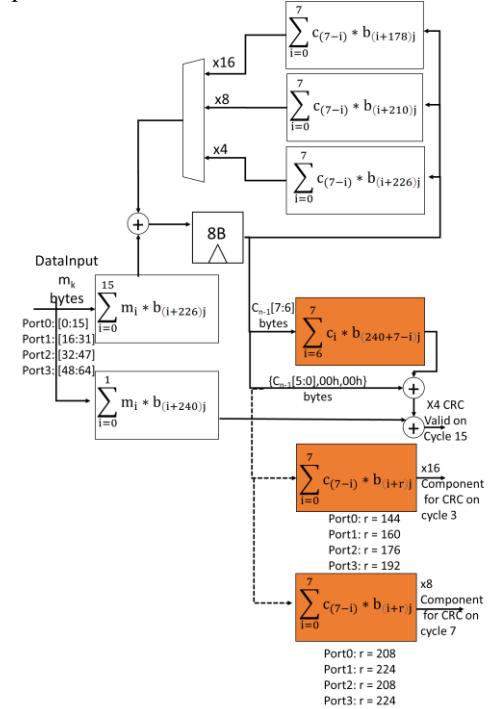 7
∑ c(7−i) * b(i+178)j
i=0
x16
7
∑ c(7−i) * b(i+210)j
i=0
x8
7
∑ c(7−i) * b(i+226)j
i=0
x4
+
8B
DataInput
mk
bytes
Port0: [0:15]
Port1: [16:31]
Port2: [32:47]
Port3: [48:64]
15
∑ mi * b(i+226)j
i=0
Cn-1[7:6]
bytes
7
∑ ci * b(240+7−i)j
i=6
{Cn-1[5:0],00h,00h}
bytes
+
1
∑ mi * b(i+240)j
i=0
+
X4 CRC
Valid on
Cycle 15
7
∑ c(7−i) * b(i+r)j
i=0
x16
Component
for CRC on
cycle 3
Port0: r = 144
Port1: r = 160
Port2: r = 176
Port3: r = 192
7
∑ c(7−i) * b(i+r)j
i=0
x8
Component
for CRC on
cycle 7
Port0: r = 208
Port1: r = 224
Port2: r = 208
Port3: r = 224